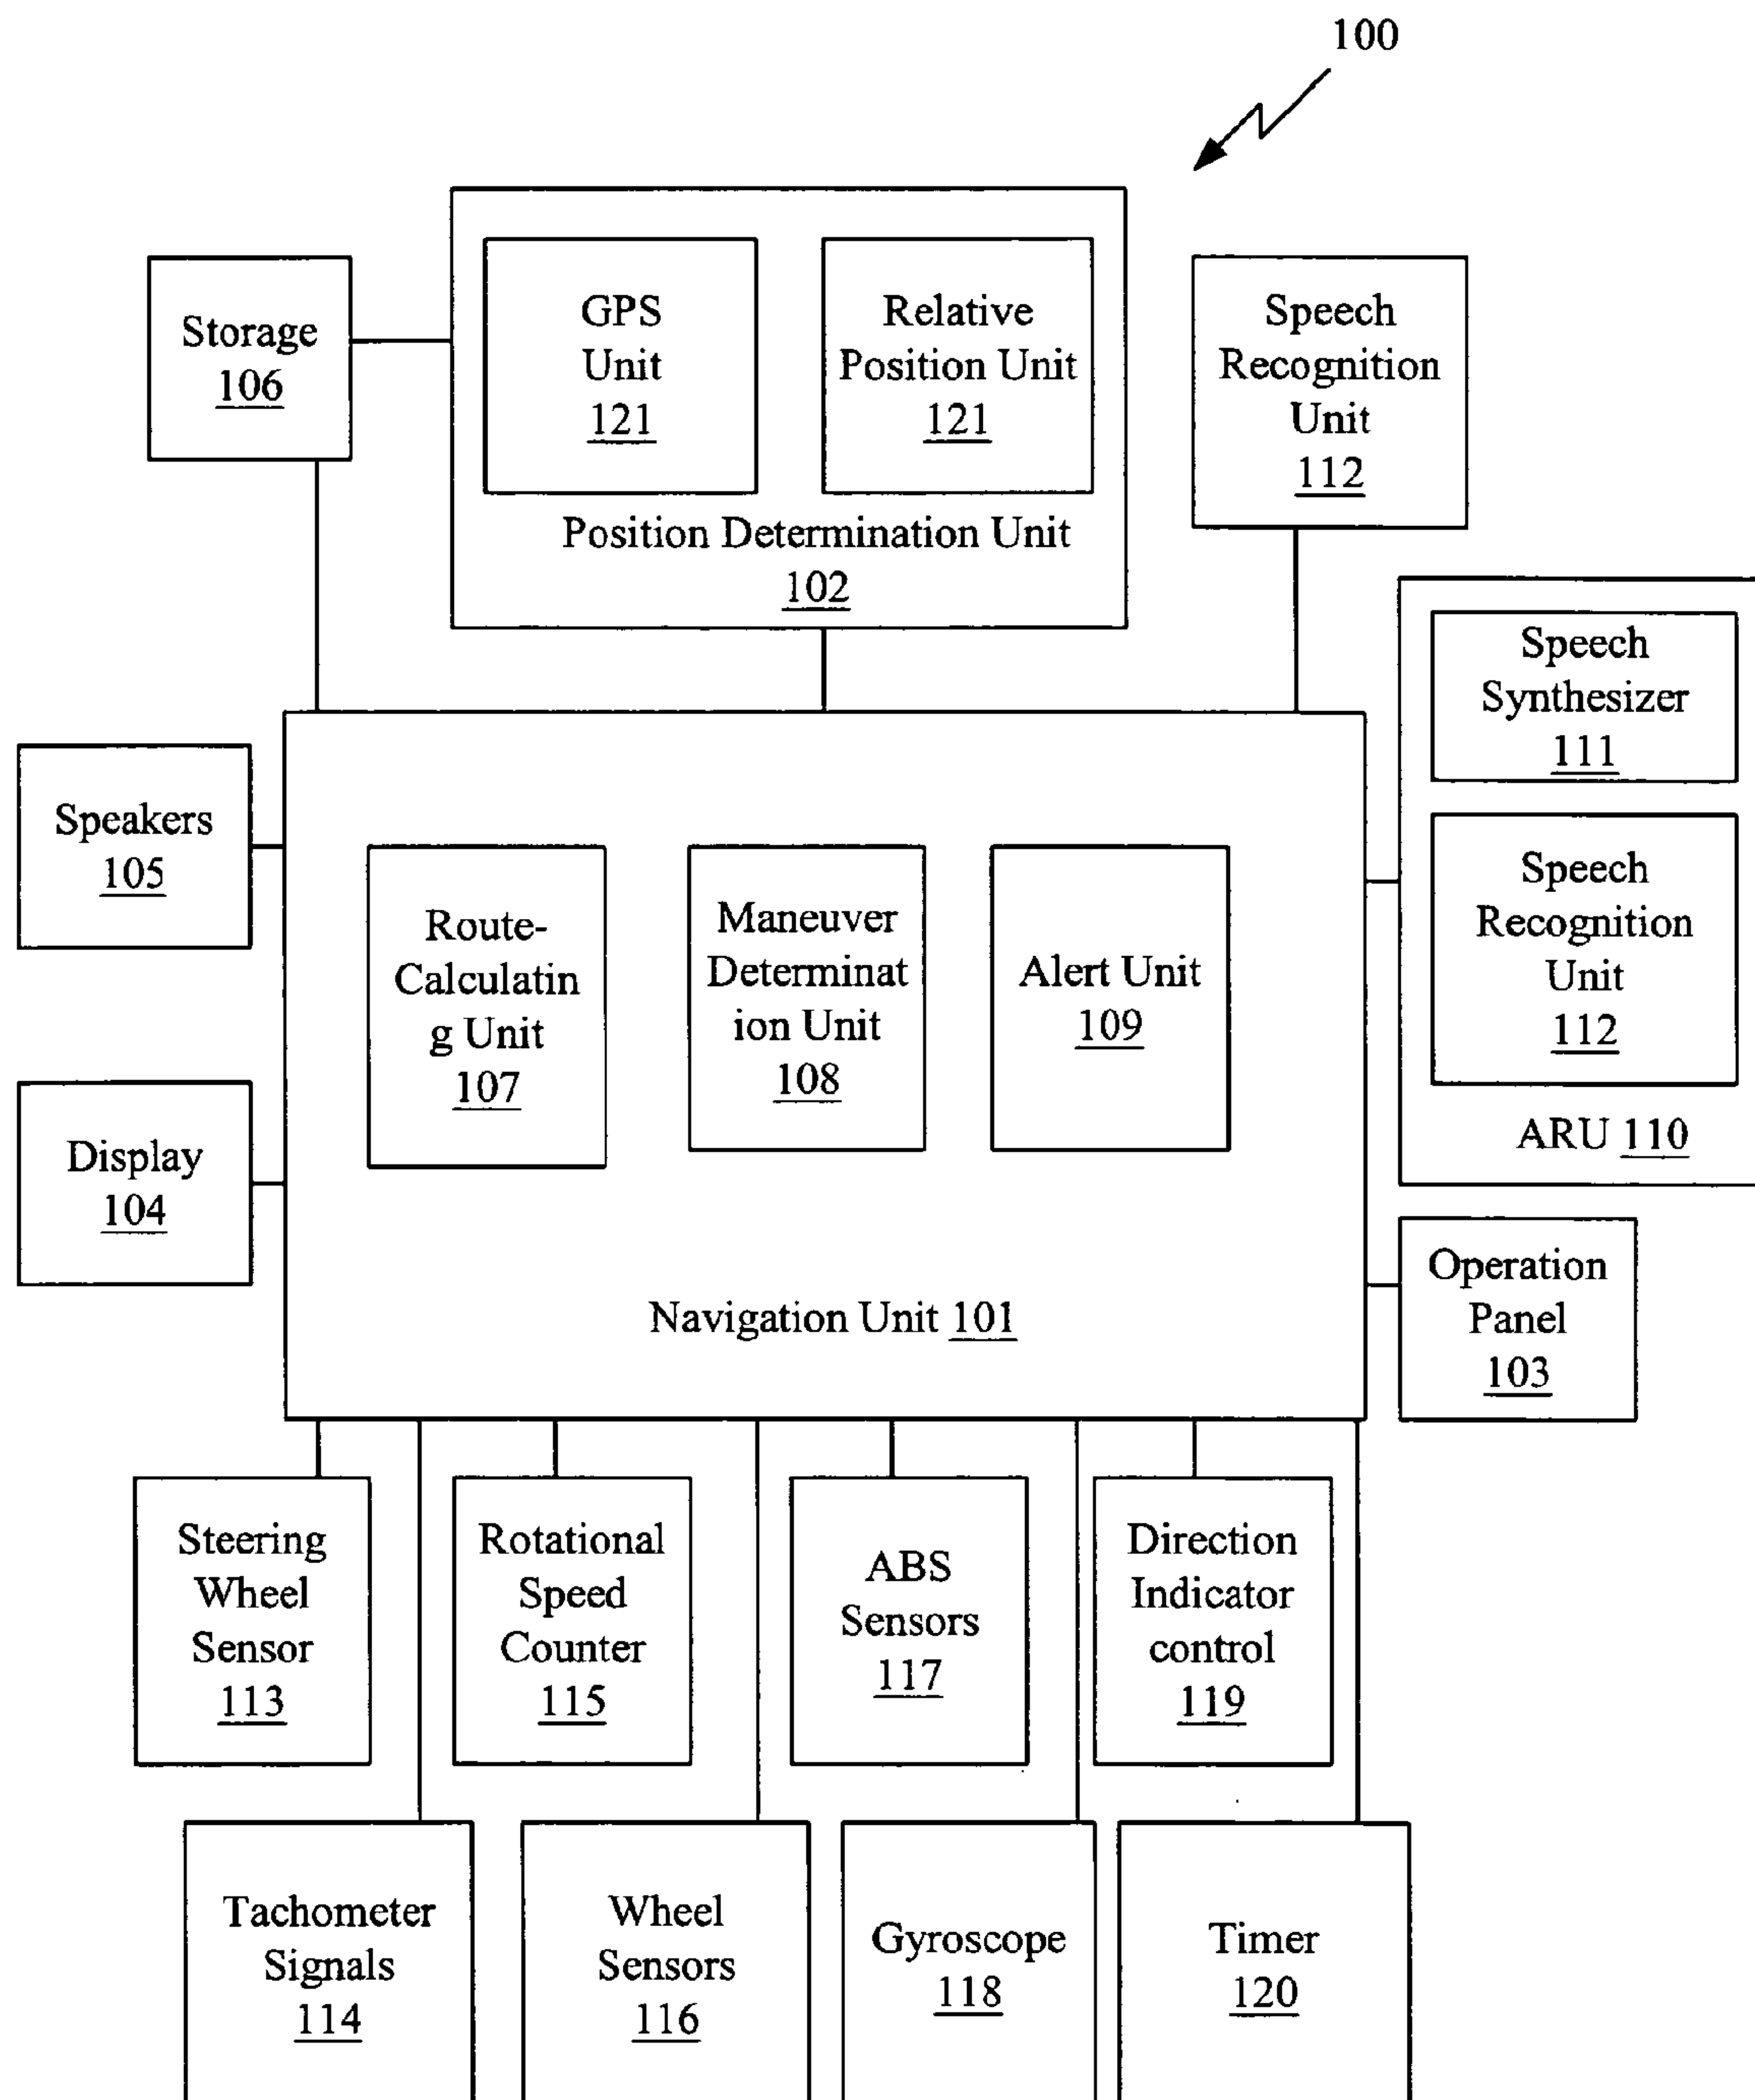 100
Storage
106
GPS
Unit
121
Relative
Position Unit
121
Position Determination Unit
102
Speech
Recognition
Unit
112
Speech
Synthesizer
111
Speech
Recognition
Unit
112
ARU 110
Speakers
105
Display
104
Route-
Calculatin
g Unit
107
Maneuver
Determinat
ion Unit
108
Alert Unit
109
Navigation Unit 101
Operation
Panel
103
Steering
Wheel
Sensor
113
Rotational
Speed
Counter
115
ABS
Sensors
117
Direction
Indicator
control
119
Tachometer
Signals
114
Wheel
Sensors
116
Gyroscope
118
Timer
120